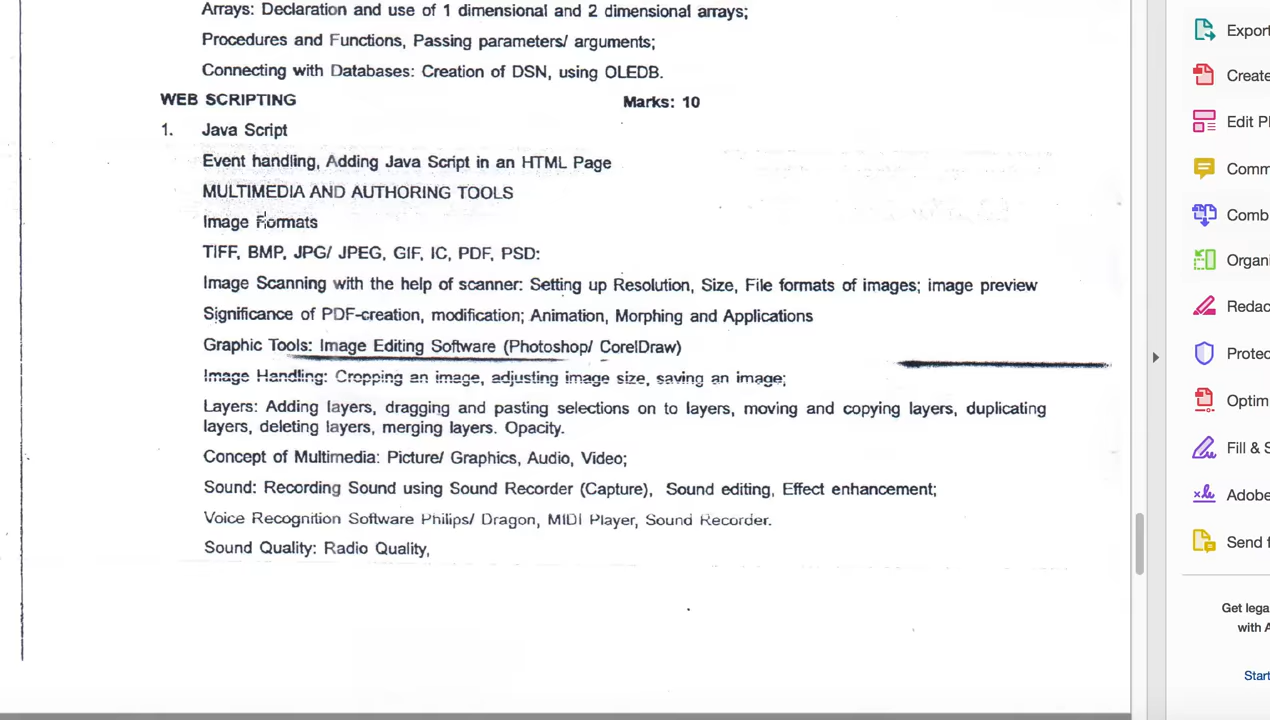 Arrays: Declaration and use of 1 dimensional and 2 dimensional arrays;
Procedures and Functions, Passing parameters/ arguments;
Connecting with Databases: Creation of DSN, using OLEDB.
WEB SCRIPTING Marks: 10
1. Java Script
Event handling, Adding Java Script in an HTML Page
MULTIMEDIA AND AUTHORING TOOLS
Image Formats
TIFF, BMP, JPG/ JPEG, GIF, IC, PDF, PSD:
Image Scanning with the help of scanner: Setting up Resolution, Size, File formats of images; image preview
Significance of PDF-creation, modification; Animation, Morphing and Applications
Graphic Tools: Image Editing Software (Photoshop/ CorelDraw)
Image Handling: Cropping an image, adjusting image size, saving an image;
Layers: Adding layers, dragging and pasting selections on to layers, moving and copying layers, duplicating
layers, deleting layers, merging layers. Opacity.
Concept of Multimedia: Picture/ Graphics, Audio, Video;
Sound: Recording Sound using Sound Recorder (Capture), Sound editing, Effect enhancement;
Voice Recognition Software Philips/ Dragon, MIDI Player, Sound Recorder.
Sound Quality: Radio Quality,
Export
Create
Edit P
Comm
Comb
Organi
Redac
Protec
Optim
Fill & S
Adobe
Send f
Get lega
with A
Start